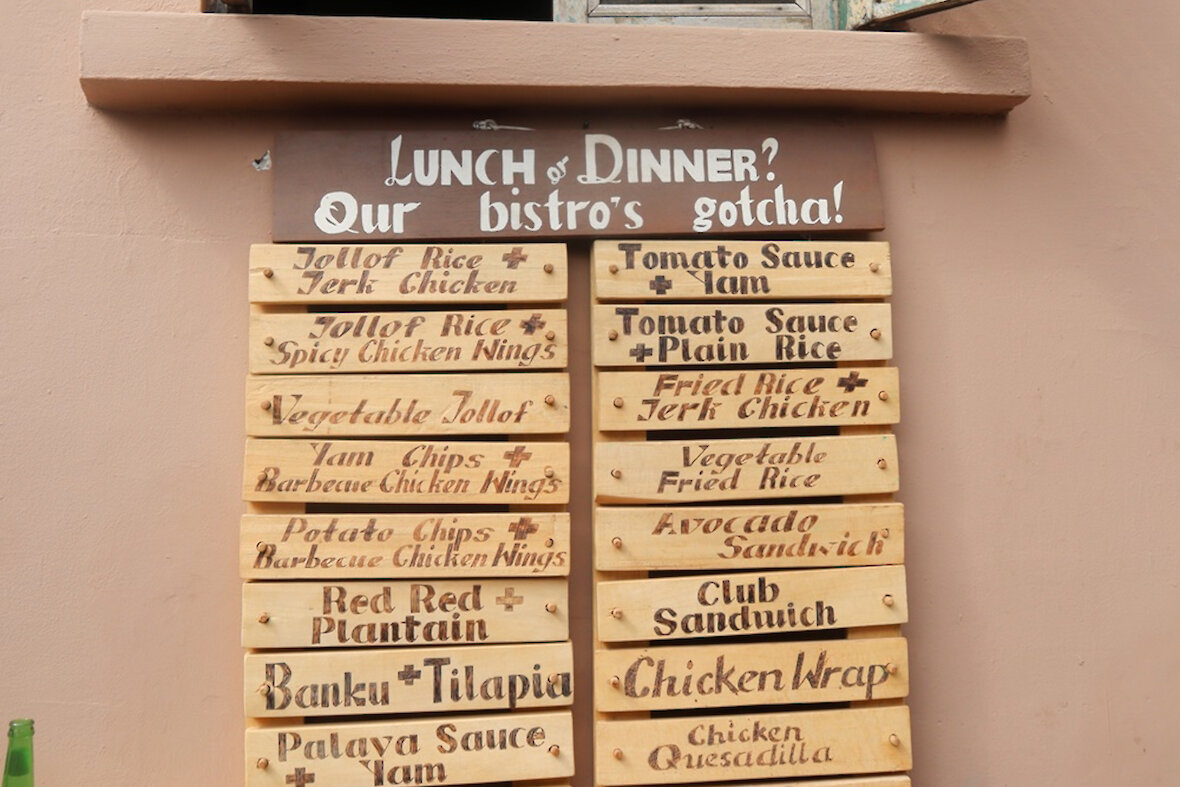 LUNCH or DINNER?
Our bistro's gotcha!
Jollof Rice +
Jerk Chicken
Jollof Rice +
Spicy Chicken Wings
Vegetable Jollof
Yam Chips +
Barbecue Chicken Wings
Potato Chips +
Barbecue Chicken Wings
Red Red +
Plantain
Banku + Tilapia
Palava Sauce
+ Yam
Tomato Sauce
+ Yam
Tomato Sauce
+ Plain Rice
Fried Rice +
Jerk Chicken
Vegetable
Fried Rice
Avocado
Sandwich
Club
Sandwich
Chicken Wrap
Chicken
Quesadilla